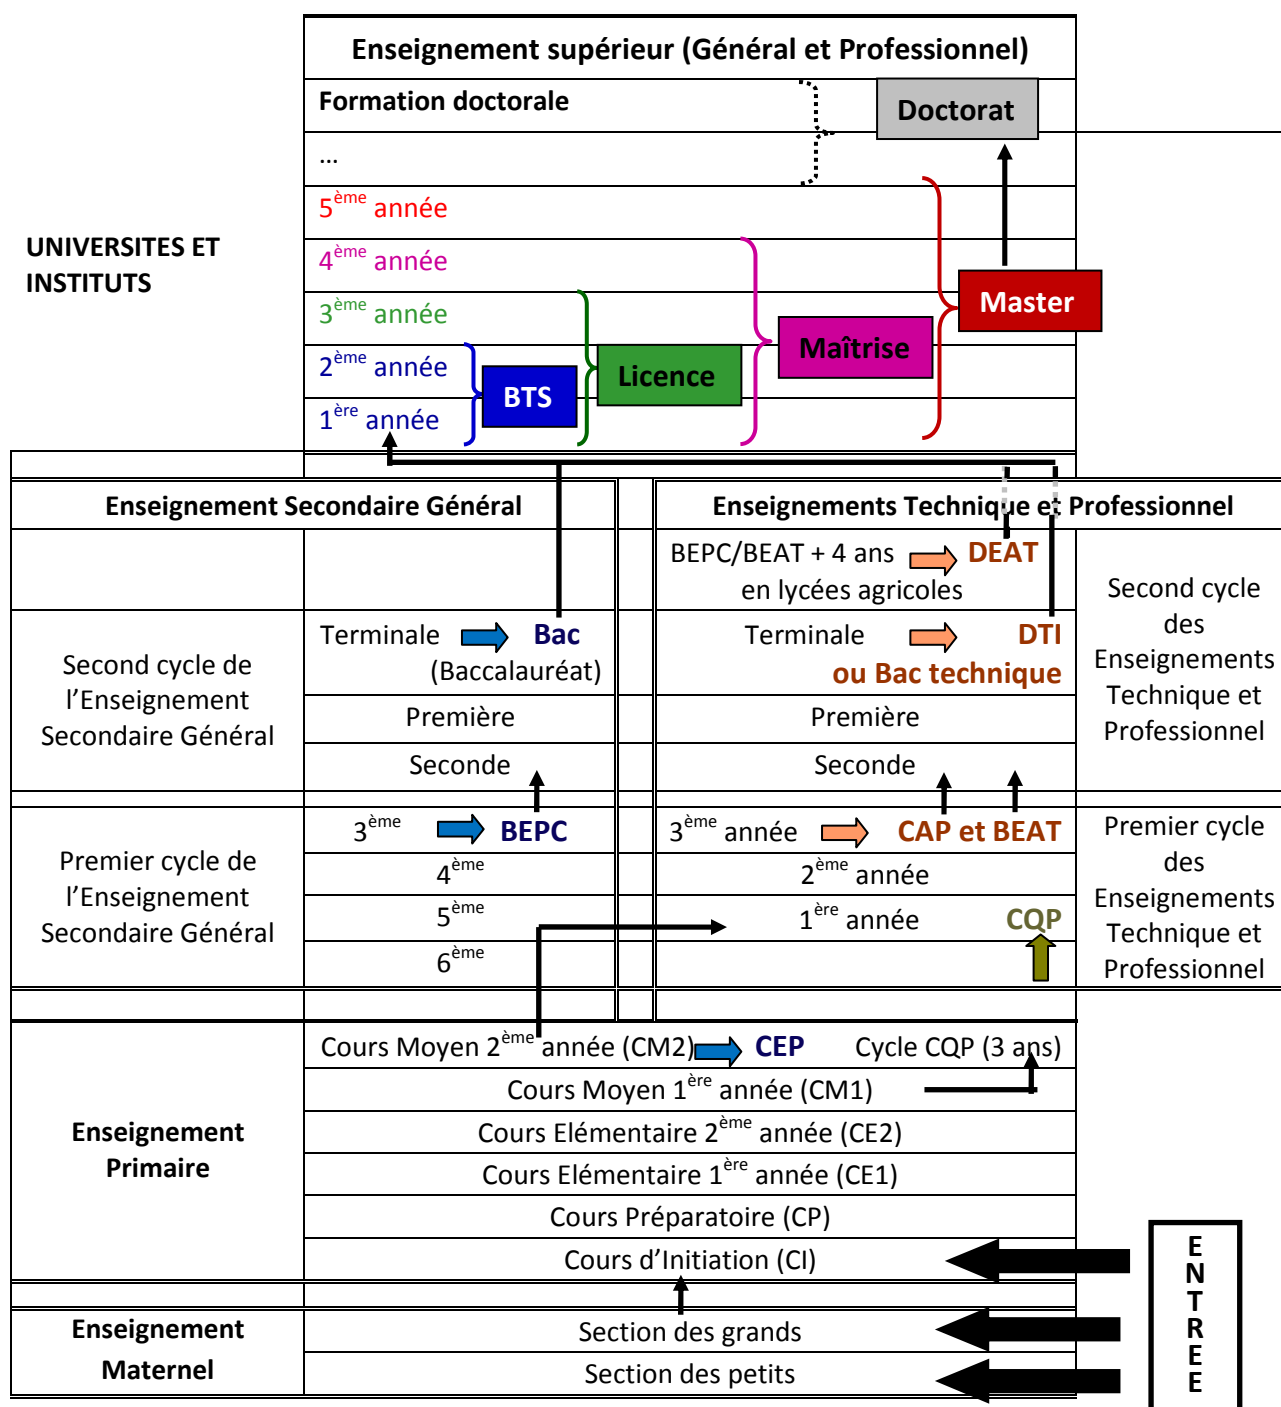 Enseignement supérieur (Général et Professionnel)
Formation doctorale
Doctorat
...
5ème année
UNIVERSITES ET
INSTITUTS
4ème année
3ème année
Master
Maîtrise
2ème année
Licence
BTS
1ère année
Enseignement Secondaire Général
Enseignements Technique et Professionnel
BEPC/BEAT + 4 ans DEAT
en lycées agricoles
Second cycle
des
Enseignements
Technique et
Professionnel
Second cycle de
l’Enseignement
Secondaire Général
Terminale Bac
(Baccalauréat)
Terminale DTI
ou Bac technique
Première
Première
Seconde
Seconde
Premier cycle de
l’Enseignement
Secondaire Général
3ème BEPC
3ème année CAP et BEAT
Premier cycle
des
Enseignements
Technique et
Professionnel
4ème
2ème année
5ème
1ère année CQP
6ème
Enseignement
Primaire
Cours Moyen 2ème année (CM2) CEP Cycle CQP (3 ans)
Cours Moyen 1ère année (CM1)
Cours Elémentaire 2ème année (CE2)
Cours Elémentaire 1ère année (CE1)
Cours Préparatoire (CP)
Cours d’Initiation (CI)
Enseignement
Maternel
Section des grands
Section des petits
E
N
T
R
E
E